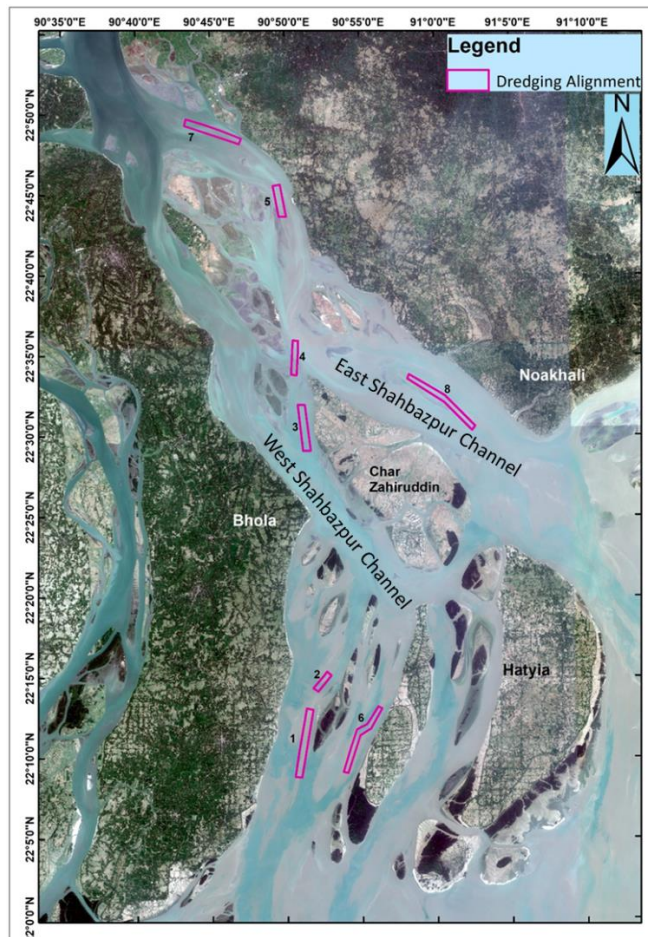 90°35'0"E 90°40'0"E 90°45'0"E 90°50'0"E 90°55'0"E 91°0'0"E 91°5'0"E 91°10'0"E
Legend
Dredging Alignment
N
22°50'0"N
7
22°45'0"N
5
22°40'0"N
22°35'0"N
4
East Shahbazpur Channel
8
Noakhali
22°30'0"N
3
West Shahbazpur Channel
Char
Zahiruddin
22°25'0"N
Bhola
22°20'0"N
22°15'0"N
2
Hatyia
1
6
22°10'0"N
22°5'0"N
2°0'0"N